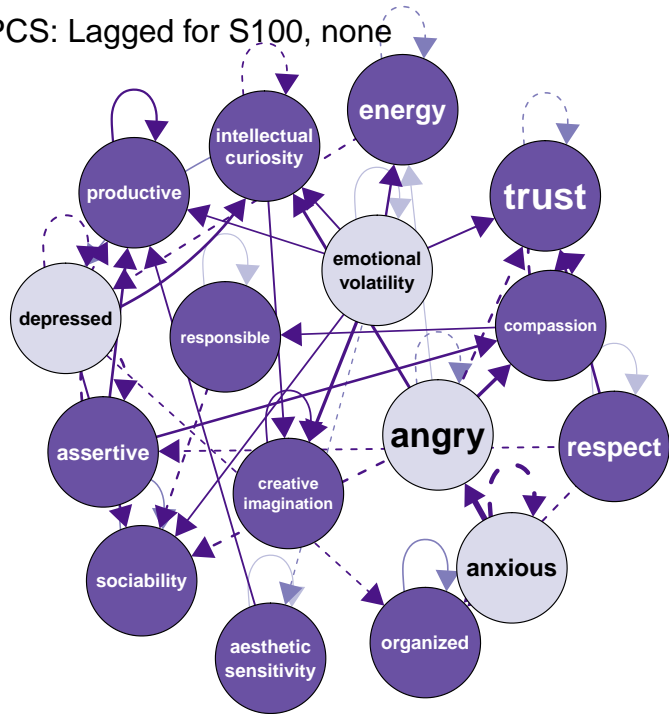 PCS: Lagged for S100, none
energy
intellectual
curiosity
productive
trust
emotional
volatility
depressed
responsible
compassion
angry
assertive
respect
creative
imagination
anxious
sociability
aesthetic
sensitivity
organized